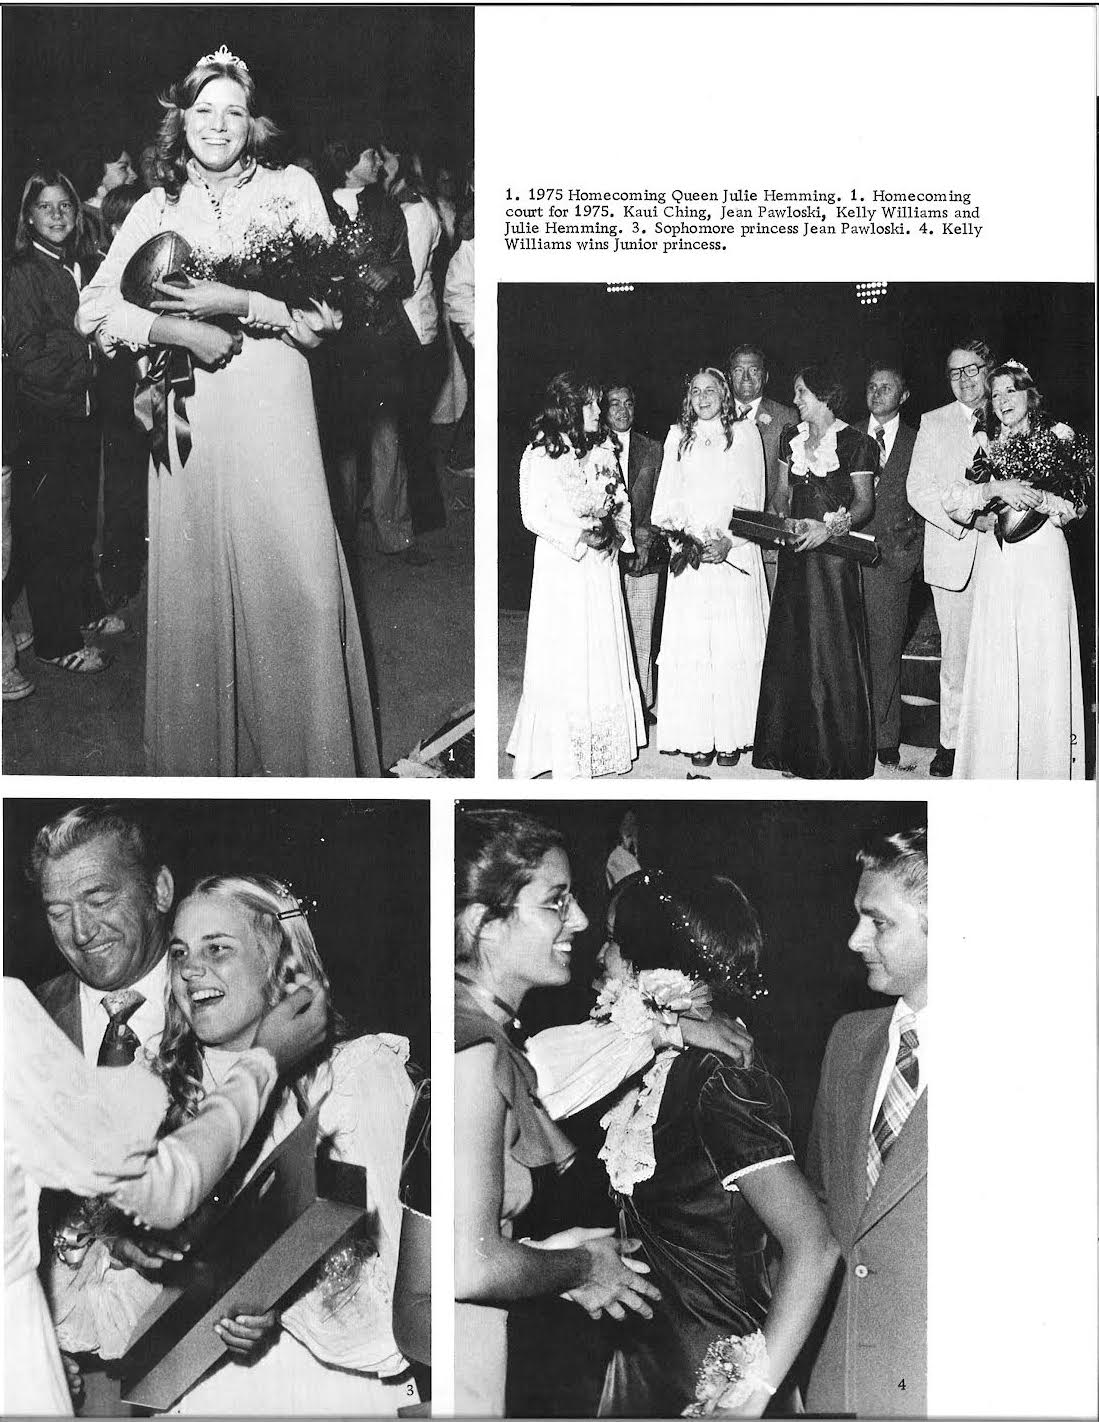 1. 1975 Homecoming Queen Julie Hemming. 1. Homecoming
court for 1975. Kaui Ching, Jean Pawloski, Kelly Williams and
Julie Hemming. 3. Sophomore princess Jean Pawloski. 4. Kelly
Williams wins Junior princess.
1
2
3
4